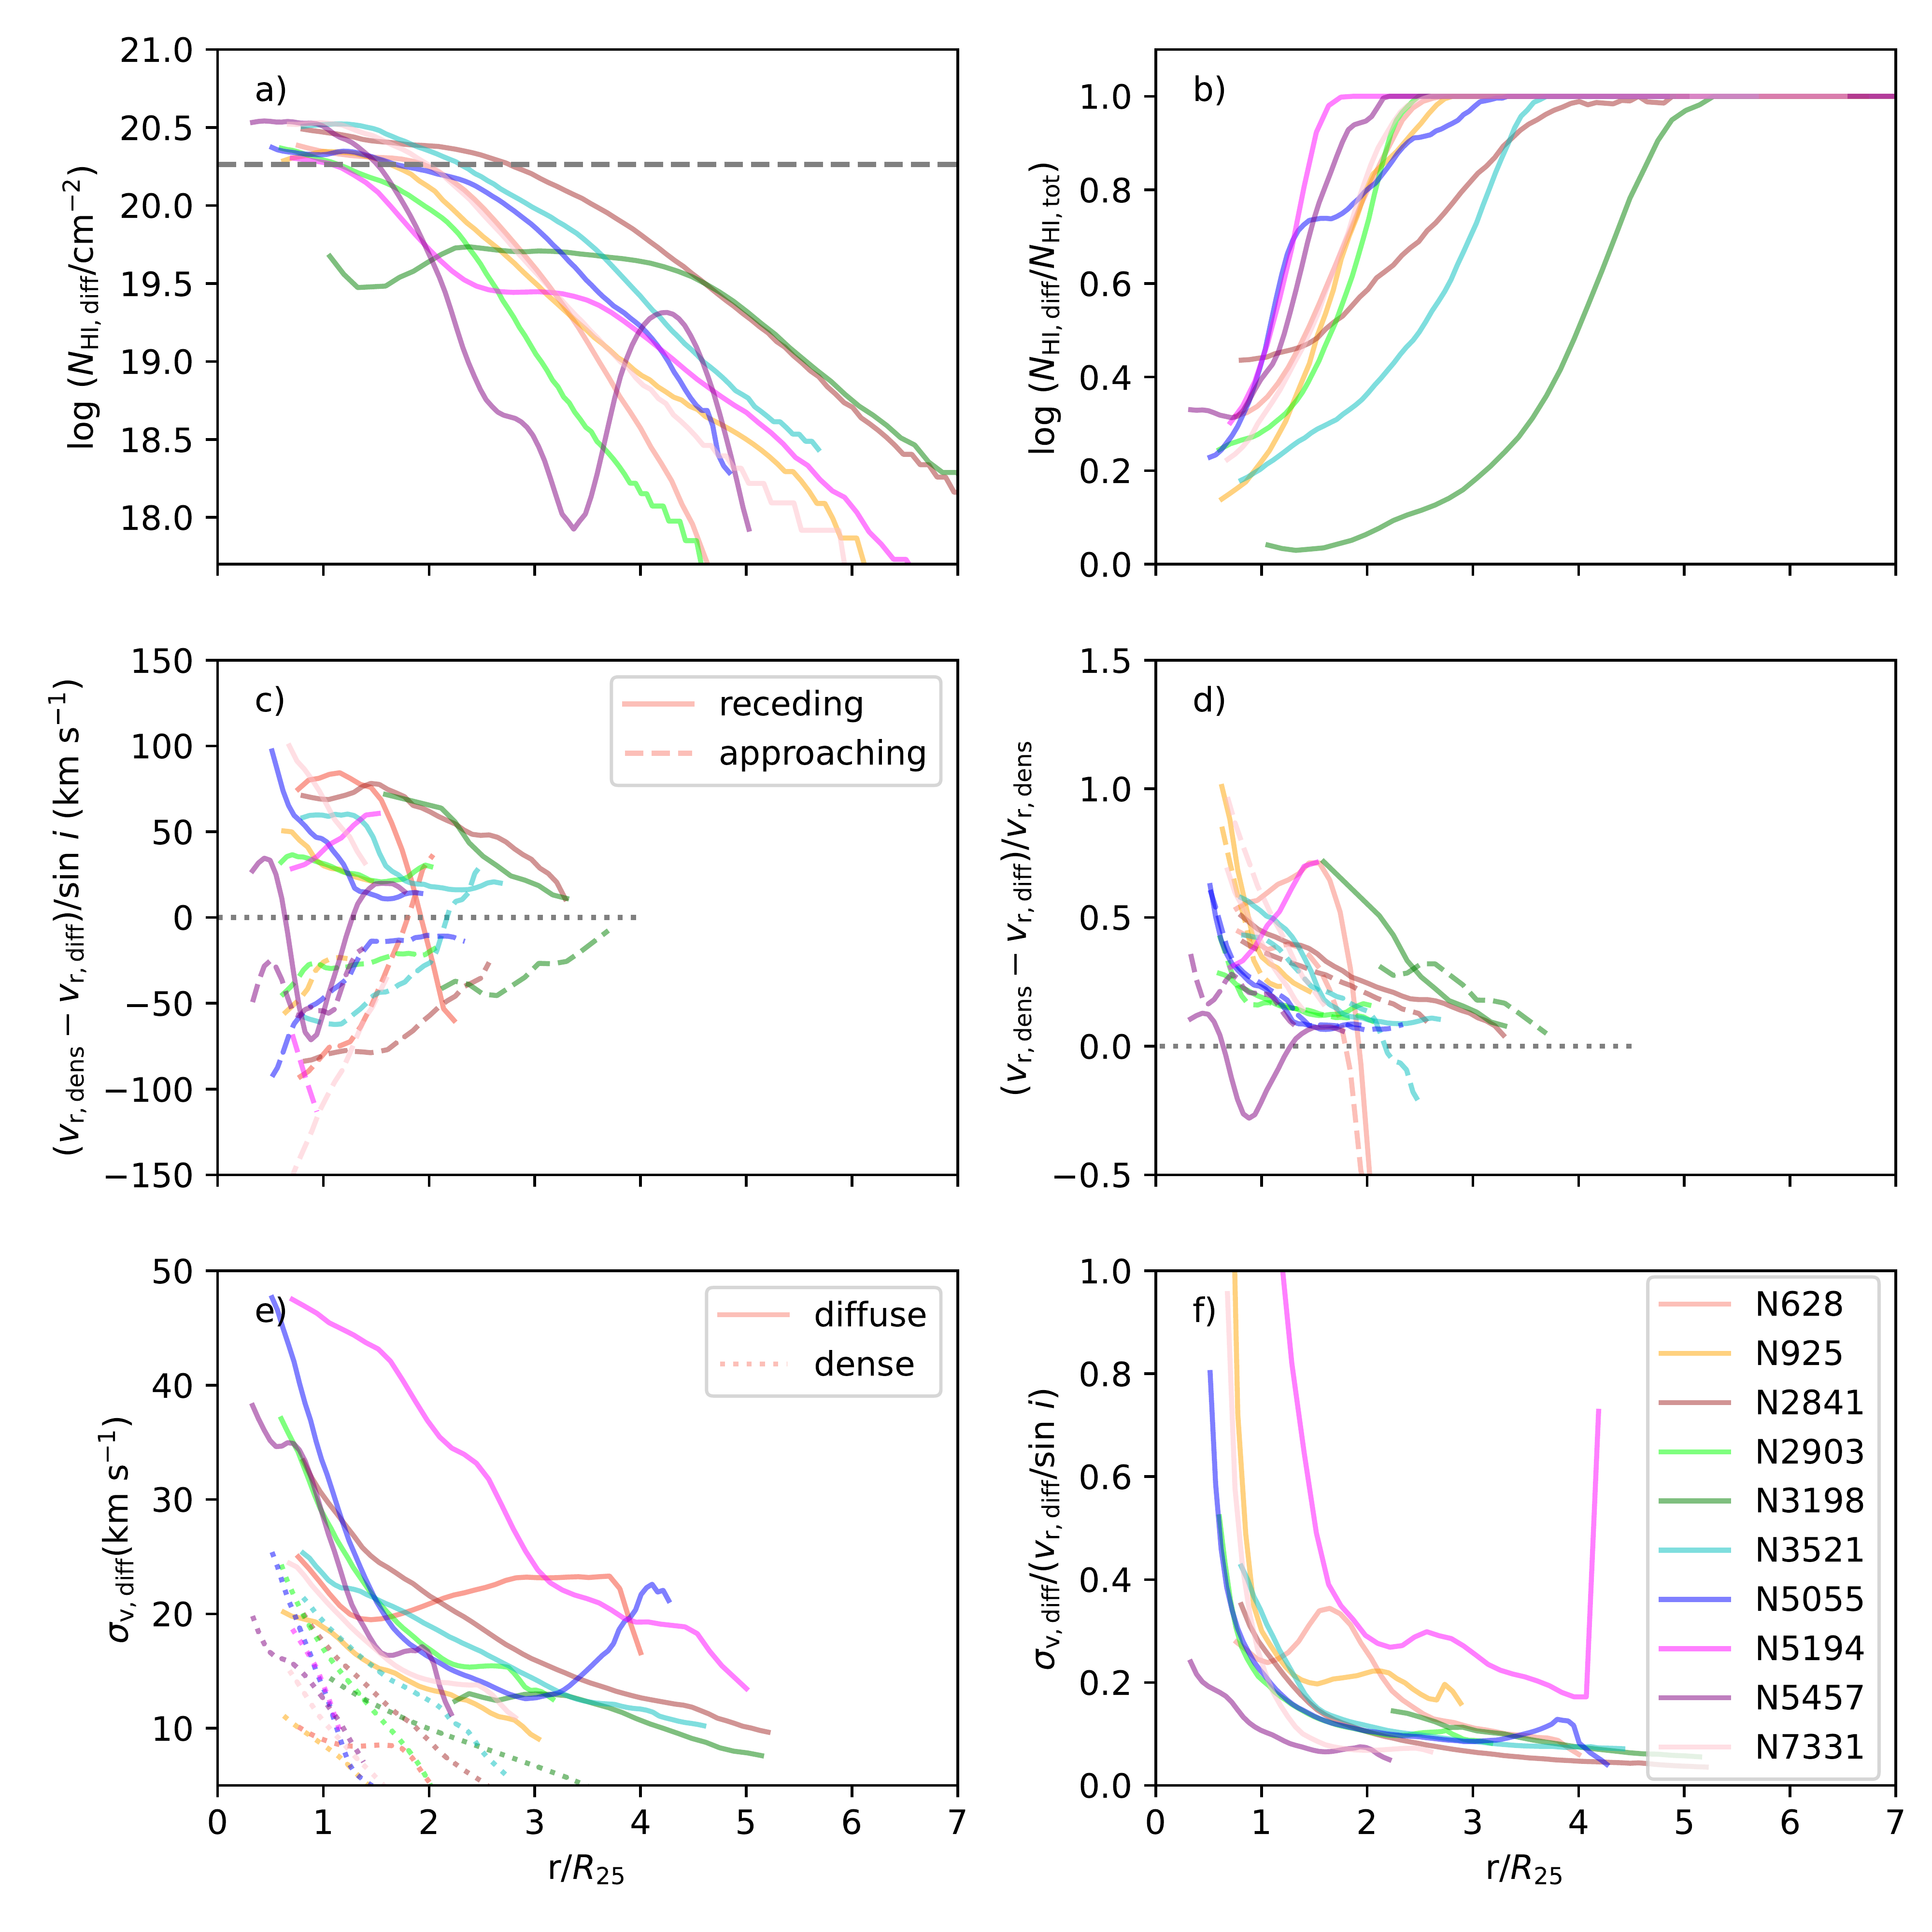 a)
21.0
20.5
20.0
19.5
19.0
18.5
18.0
log (N_HI, diff/cm⁻²)
b)
1.0
0.8
0.6
0.4
0.2
0.0
log (N_HI, diff/N_HI, tot)
c)
150
100
50
0
−50
−100
−150
(v_r, dens − v_r, diff)/sin i (km s⁻¹)
receding
approaching
d)
1.5
1.0
0.5
0.0
−0.5
(v_r, dens − v_r, diff)/v_r, dens
e)
50
40
30
20
10
σ_v, diff(km s⁻¹)
diffuse
dense
0 1 2 3 4 5 6 7
r/R₂₅
f)
1.0
0.8
0.6
0.4
0.2
0.0
σ_v, diff/(v_r, diff/sin i)
N628
N925
N2841
N2903
N3198
N3521
N5055
N5194
N5457
N7331
0 1 2 3 4 5 6 7
r/R₂₅